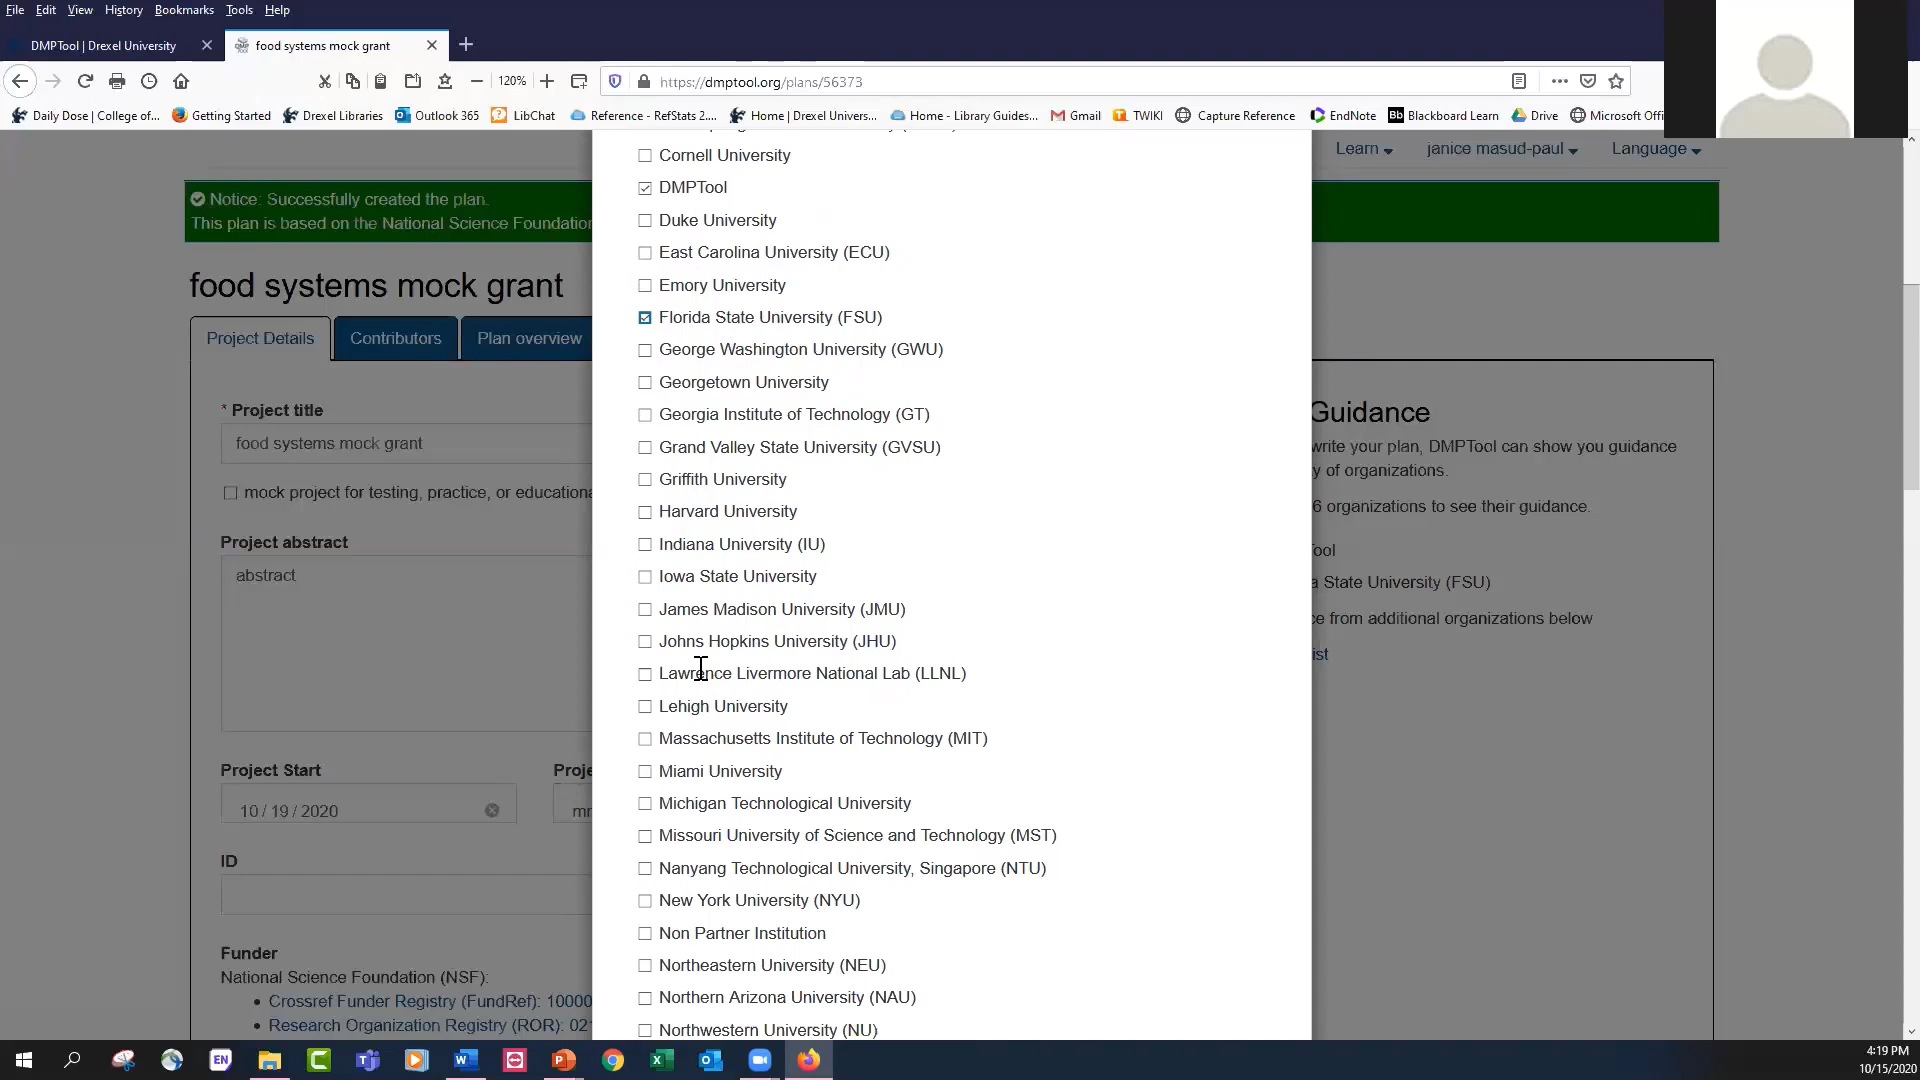 File Edit View History Bookmarks Tools Help
DMPTool | Drexel University
food systems mock grant
120%
https://dmptool.org/plans/56373
Daily Dose | College of...
Getting Started
Drexel Libraries
Outlook 365
LibChat
Reference - RefStats 2....
Home | Drexel Univers...
Home - Library Guides...
Gmail
TWIKI
Capture Reference
EndNote
Blackboard Learn
Drive
Microsoft Offi
Learn
janice masud-paul
Language
Notice: Successfully created the plan.
This plan is based on the National Science Foundation
food systems mock grant
Project Details
Contributors
Plan overview
* Project title
food systems mock grant
mock project for testing, practice, or educationa
Project abstract
abstract
Project Start
Proje
10 / 19 / 2020
ID
Funder
National Science Foundation (NSF):
• Crossref Funder Registry (FundRef): 10000
• Research Organization Registry (ROR): 021
Cornell University
DMPTool
Duke University
East Carolina University (ECU)
Emory University
Florida State University (FSU)
George Washington University (GWU)
Georgetown University
Georgia Institute of Technology (GT)
Grand Valley State University (GVSU)
Griffith University
Harvard University
Indiana University (IU)
Iowa State University
James Madison University (JMU)
Johns Hopkins University (JHU)
Lawrence Livermore National Lab (LLNL)
Lehigh University
Massachusetts Institute of Technology (MIT)
Miami University
Michigan Technological University
Missouri University of Science and Technology (MST)
Nanyang Technological University, Singapore (NTU)
New York University (NYU)
Non Partner Institution
Northeastern University (NEU)
Northern Arizona University (NAU)
Northwestern University (NU)
Guidance
write your plan, DMPTool can show you guidance
y of organizations.
6 organizations to see their guidance.
ool
a State University (FSU)
ce from additional organizations below
ist
EN
4:19 PM
10/15/2020